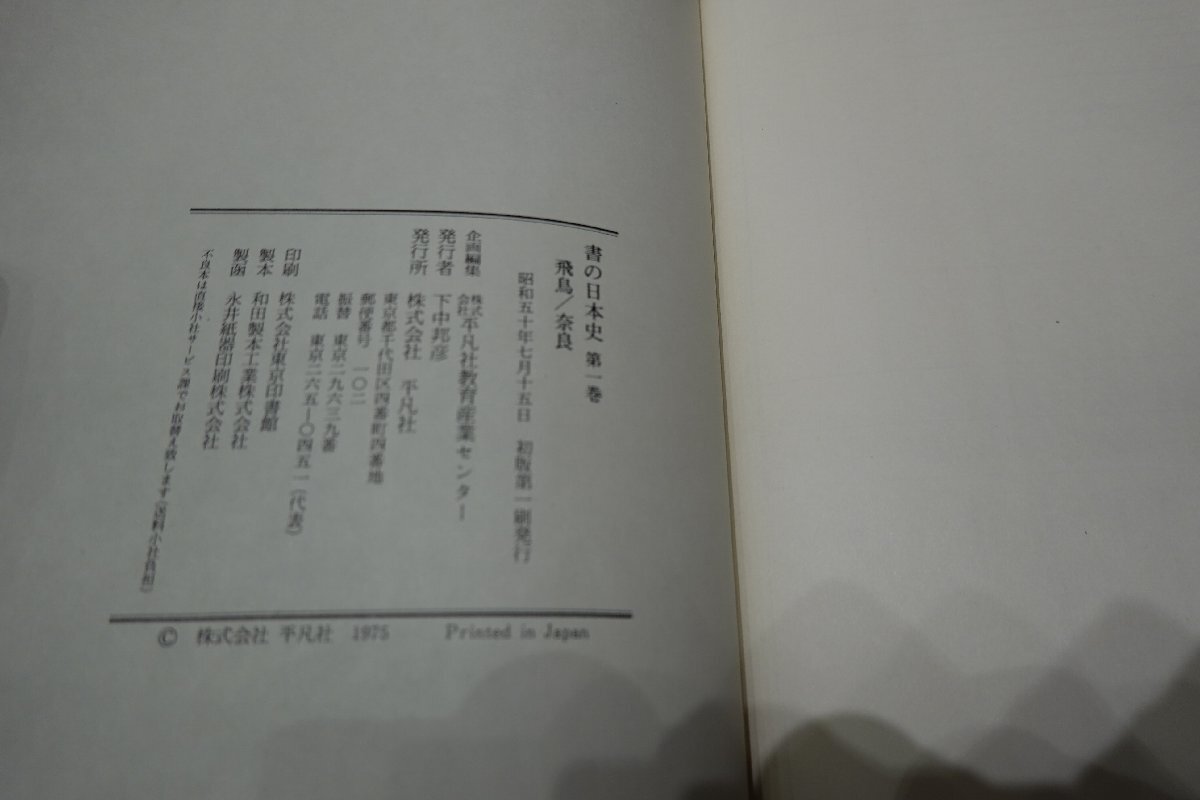 書の日本史 第一巻
飛鳥/奈良
昭和五十年七月十五日 初版第一刷発行
企画編集 株式会社平凡社教育産業センター
発行者 下中邦彦
発行所 株式会社 平凡社
東京都千代田区四番町四番地
郵便番号 一〇二
振替 東京二九六三九番
電話 東京二六五―〇四五一(代表)
印刷 株式会社東京印書館
製本 和田製本工業株式会社
製函 永井紙器印刷株式会社
不良本は直接小社サービス課でお取替え致します(送料小社負担)
© 株式会社 平凡社 1975 Printed in Japan